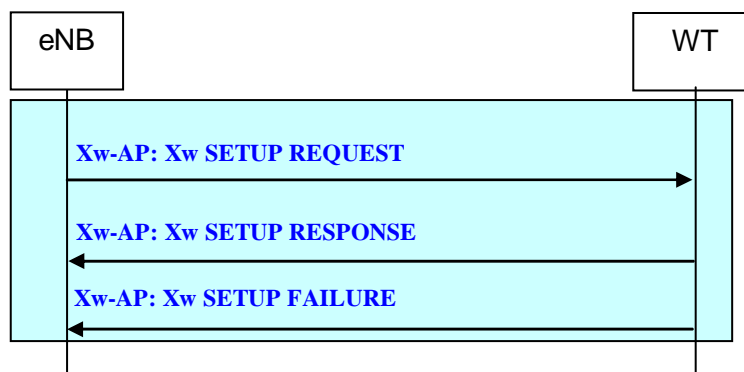 eNB
WT
Xw-AP: Xw SETUP REQUEST
Xw-AP: Xw SETUP RESPONSE
Xw-AP: Xw SETUP FAILURE